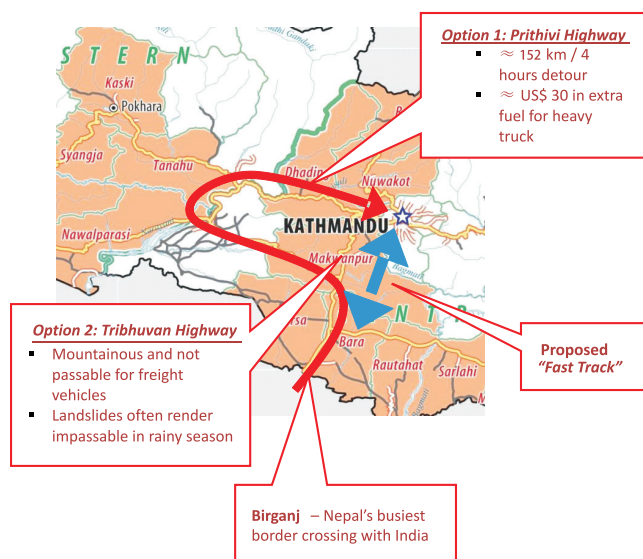 Option 1: Prithivi Highway
▪ ≈ 152 km / 4
hours detour
▪ ≈ US$ 30 in extra
fuel for heavy
truck
S T E R N
Kaski
Pokhara
Syangja
Tanahu
Dhading
Nuwakot
KATHMANDU
Nawalparasi
Makwanpur
Bagmati
N T R
Option 2: Tribhuvan Highway
▪ Mountainous and not
passable for freight
vehicles
▪ Landslides often render
impassable in rainy season
rsa
Bara
Rautahat
Sarlahi
Bagmati
Proposed
“Fast Track”
Birganj – Nepal’s busiest
border crossing with India